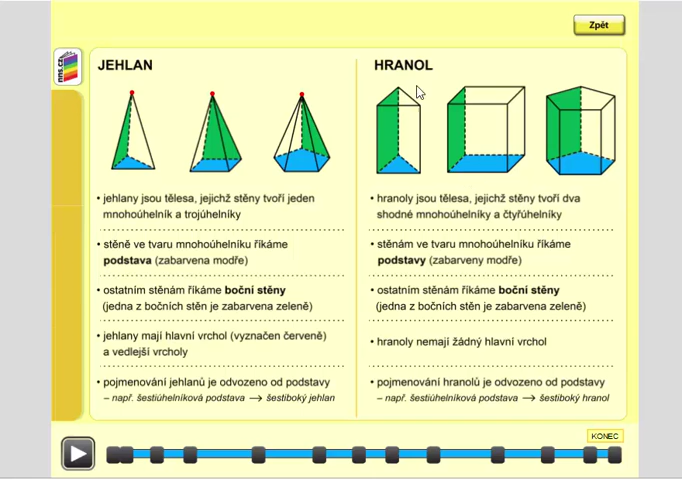 Zpět
nns.cz
JEHLAN
• jehlany jsou tělesa, jejichž stěny tvoří jeden
mnohoúhelník a trojúhelníky
• stěně ve tvaru mnohoúhelníku říkáme
podstava (zabarvena modře)
• ostatním stěnám říkáme boční stěny
(jedna z bočních stěn je zabarvena zeleně)
• jehlany mají hlavní vrchol (vyznačen červeně)
a vedlejší vrcholy
• pojmenování jehlanů je odvozeno od podstavy
– např. šestiúhelníková podstava → šestiboký jehlan
HRANOL
• hranoly jsou tělesa, jejichž stěny tvoří dva
shodné mnohoúhelníky a čtyřúhelníky
• stěnám ve tvaru mnohoúhelníku říkáme
podstavy (zabarveny modře)
• ostatním stěnám říkáme boční stěny
(jedna z bočních stěn je zabarvena zeleně)
• hranoly nemají žádný hlavní vrchol
• pojmenování hranolů je odvozeno od podstavy
– např. šestiúhelníková podstava → šestiboký hranol
KONEC